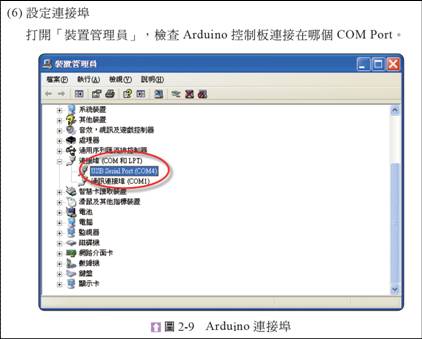 (6) 設定連接埠
打開「裝置管理員」，檢查 Arduino 控制板連接在哪個 COM Port。
裝置管理員
檔案(F) 執行(A) 檢視(V) 說明(H)
系統裝置
其他裝置
音效，視訊及遊戲控制器
處理器
通用序列匯流排控制器
連接埠 (COM 和 LPT)
USB Serial Port (COM4)
通訊連接埠 (COM1)
智慧卡讀取裝置
滑鼠及其他指標裝置
電池
電腦
監視器
磁碟機
網路介面卡
數據機
鍵盤
顯示卡
圖 2-9 Arduino 連接埠